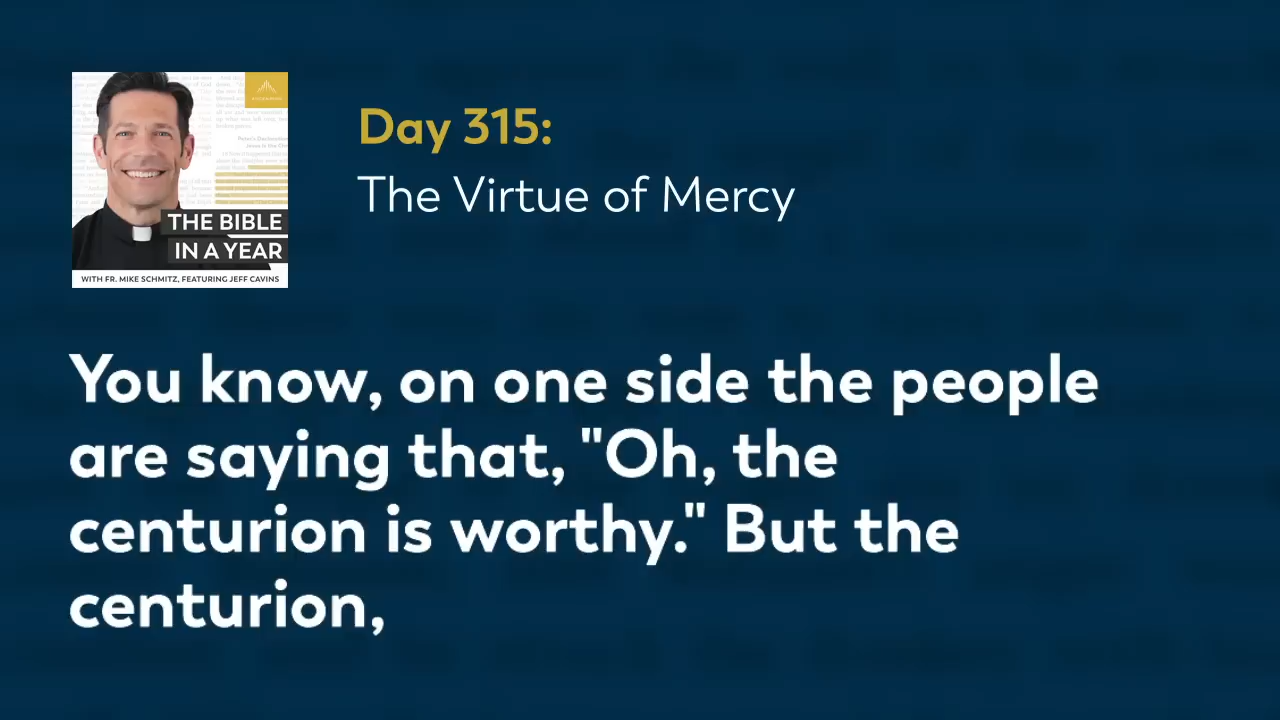 Day 315:
The Virtue of Mercy
THE BIBLE
IN A YEAR
WITH FR. MIKE SCHMITZ, FEATURING JEFF CAVINS
You know, on one side the people
are saying that, "Oh, the
centurion is worthy." But the
centurion,